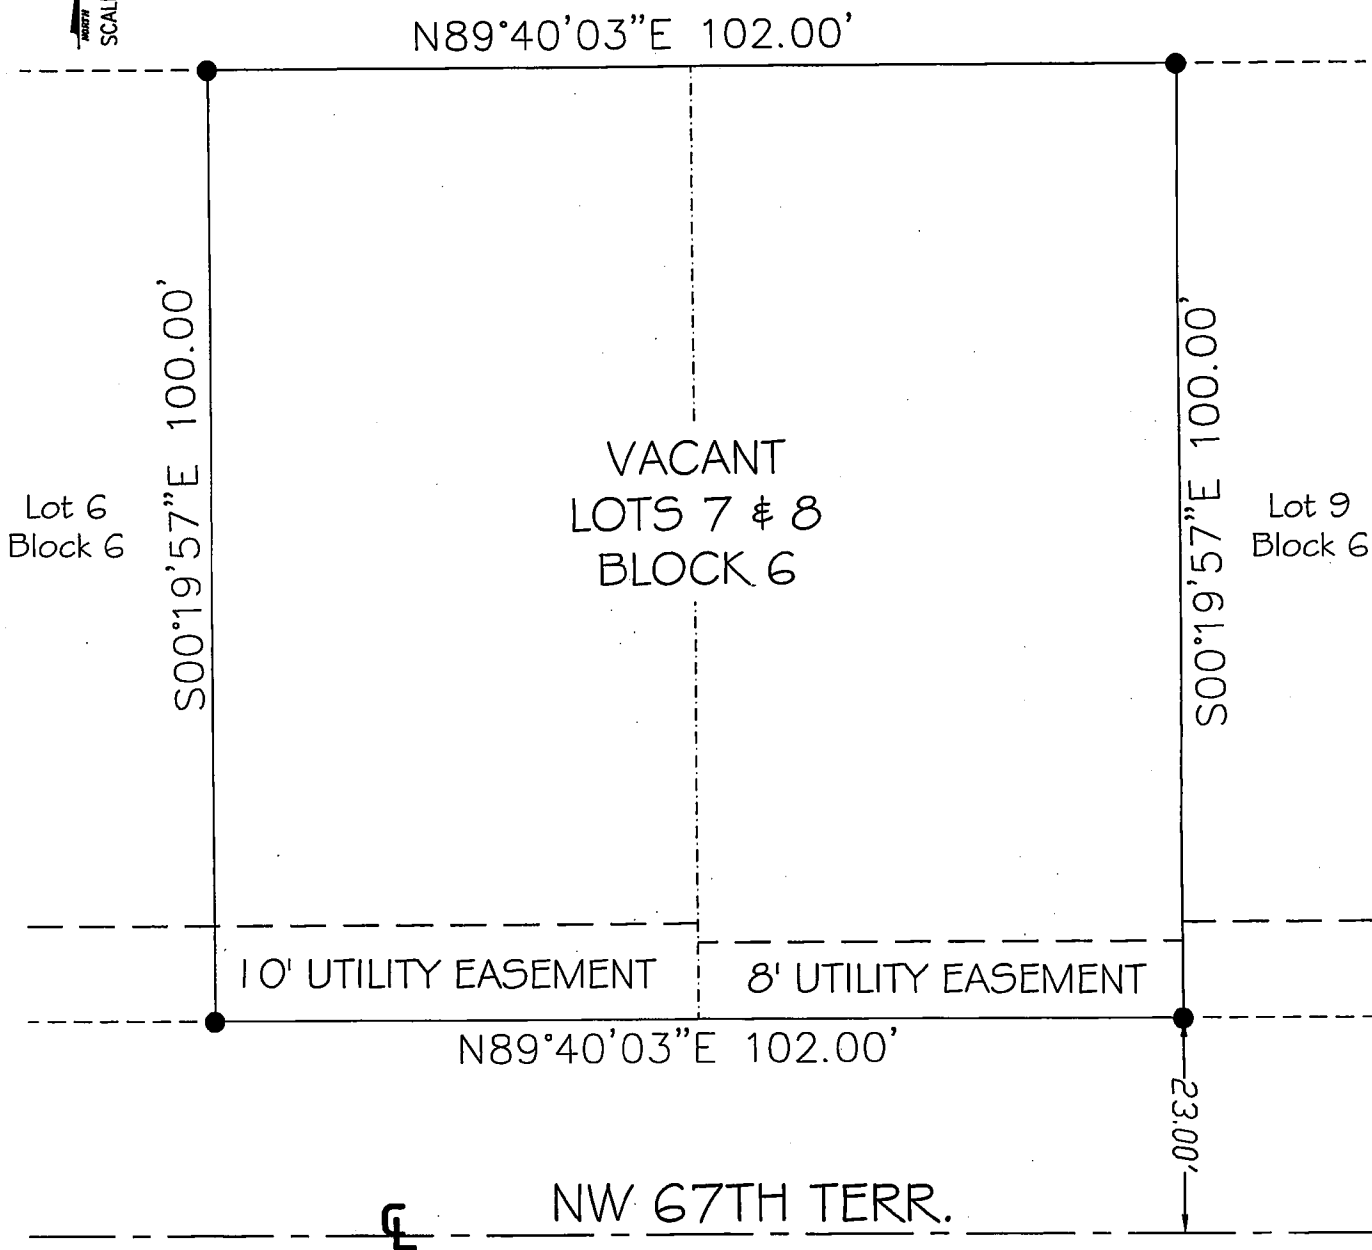 NORTH
N89°40'03"E 102.00'
S00°19'57"E 100.00'
S00°19'57"E 100.00'
VACANT
LOTS 7 & 8
BLOCK 6
Lot 6
Block 6
Lot 9
Block 6
10' UTILITY EASEMENT
8' UTILITY EASEMENT
N89°40'03"E 102.00'
23.00'
NW 67TH TERR.
CL